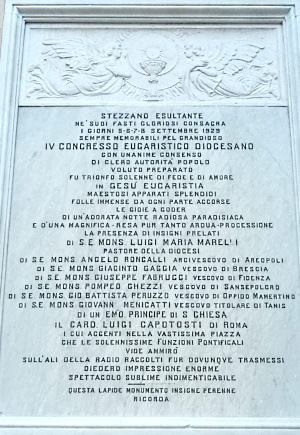 STEZZANO ESULTANTE
NE' SUOI FASTI GLORIOSI CONSACRA
I GIORNI 5-6-7-8 SETTEMBRE 1929
SEMPRE MEMORABILI PEL GRANDIOSO
IV CONGRESSO EUCARISTICO DIOCESANO
CON UNANIME CONSENSO
DI CLERO AUTORITÀ POPOLO
VOLUTO PREPARATO
FU TRIONFO SOLENNE DI FEDE E DI AMORE
IN GESÙ EUCARISTIA
MAESTOSI APPARATI SPLENDIDI
FOLLE IMMENSE DA OGNI PARTE ACCORSE
LE GIOIE A GODER
DI UN'ADORATA NOTTE RADIOSA PARADISIACA
E D'UNA MAGNIFICA-RESA PUR TANTO ARDUA-PROCESSIONE
LA PRESENZA DI INSIGNI PRELATI
DI S.E MONS. LUIGI MARIA MARELLI
PASTORE DELLA DIOCESI
DI SE MONS. ANGELO RONCALLI ARCIVESCOVO DI AREOPOLI
DI SE MONS. GIACINTO GAGGIA VESCOVO DI BRESCIA
DI SE MONS. GIUSEPPE FABRUCCI VESCOVO DI FIDENZA
DI SE MONS. POMPEO GHEZZI VESCOVO DI SANSEPOLCRO
DI SE MONS. GIO BATTISTA PERUZZO VESCOVO DI OPPIDO MAMERTINO
DI SE MONS. GIOVANNI MENICATTI VESCOVO TITOLARE DI TANIS
DI UN EMO. PRINCIPE DI S CHIESA
IL CARD. LUIGI CAPOTOSTI DI ROMA
I CUI ACCENTI NELLA VASTISSIMA PIAZZA
CHE LE SOLENNISSIME FUNZIONI PONTIFICALI
VIDE AMMIRÒ
SULL'ALI DELLA RADIO RACCOLTI FUR DOVUNQUE TRASMESSI
DIEDERO IMPRESSIONE ENORME
SPETTACOLO SUBLIME INDIMENTICABILE
QUESTA LAPIDE MONUMENTO INSIGNE PERENNE
RICORDA